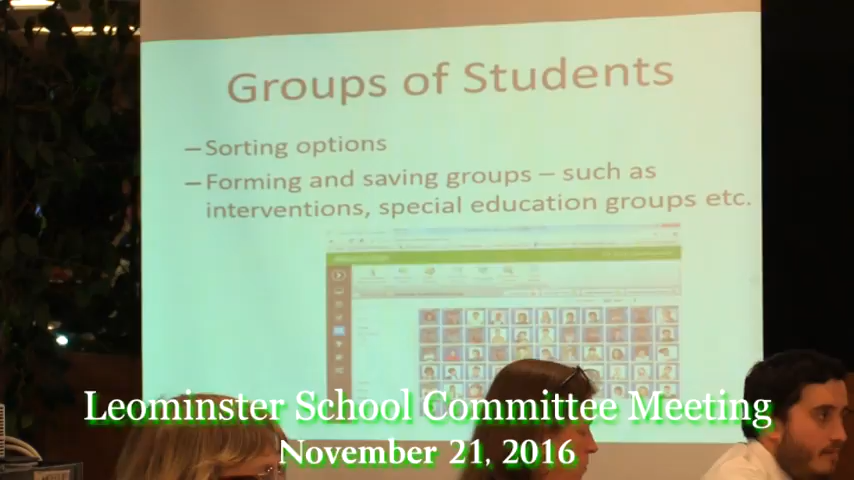 Groups of Students
– Sorting options
– Forming and saving groups – such as
interventions, special education groups etc.
Leominster School Committee Meeting
November 21, 2016